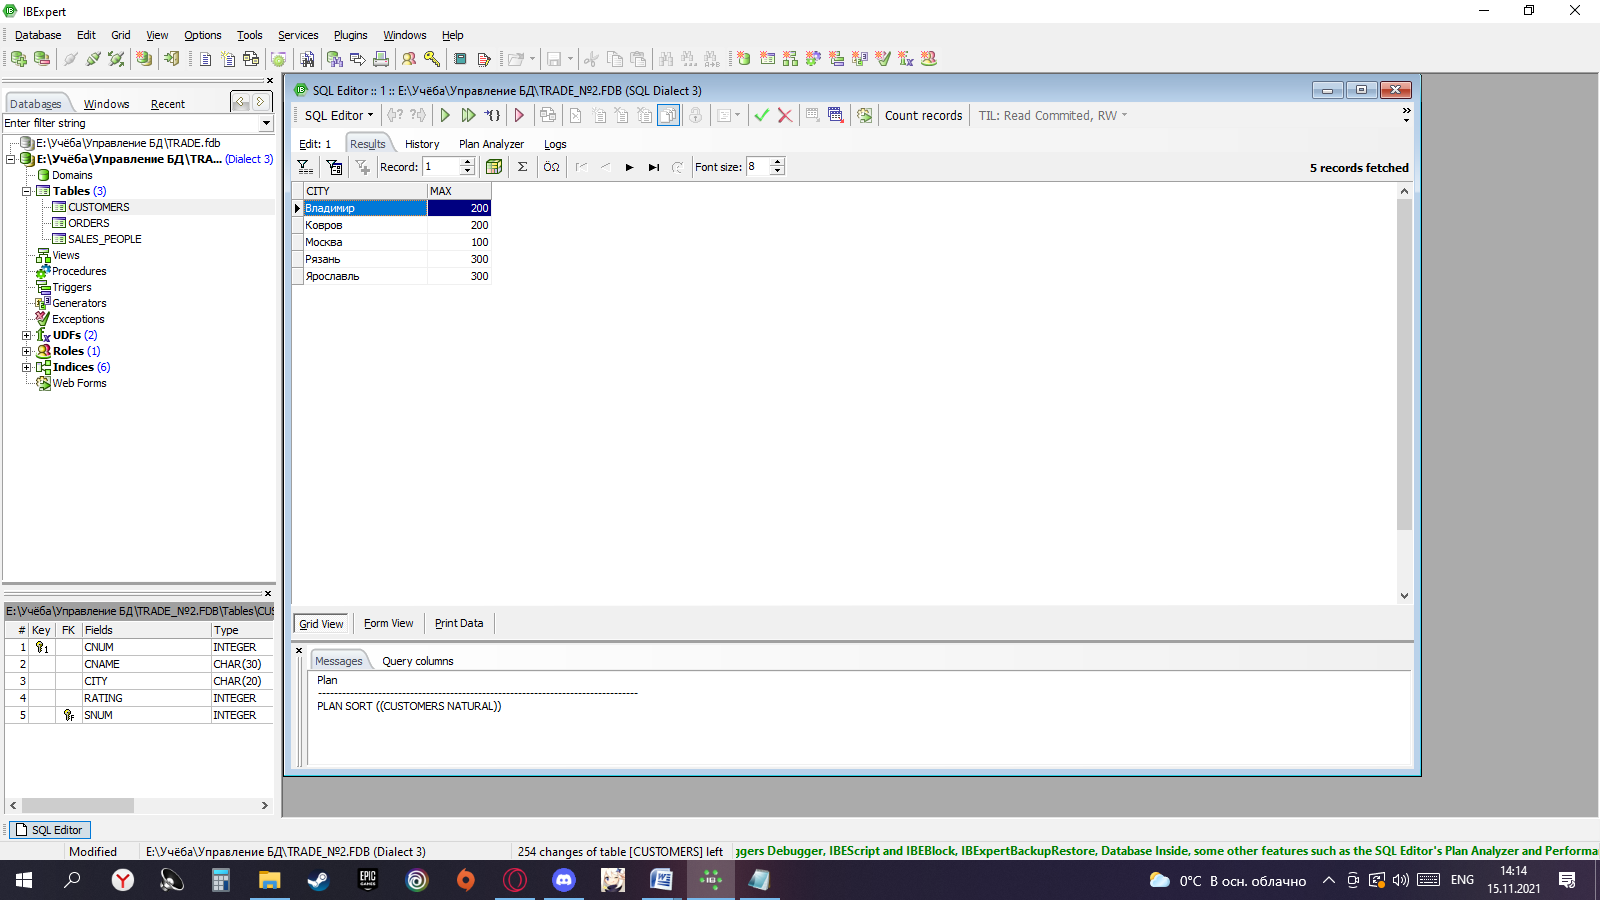 IBExpert
Database Edit Grid View Options Tools Services Plugins Windows Help
Databases Windows Recent
Enter filter string
E:\Учёба\Управление БД\TRADE.fdb
E:\Учёба\Управление БД\TRA... (Dialect 3)
Domains
Tables (3)
CUSTOMERS
ORDERS
SALES_PEOPLE
Views
Procedures
Triggers
Generators
Exceptions
UDFs (2)
Roles (1)
Indices (6)
Web Forms
E:\Учёба\Управление БД\TRADE_№2.FDB\Tables\CUS
# Key FK Fields Type
1 1 CNUM INTEGER
2 CNAME CHAR(30)
3 CITY CHAR(20)
4 RATING INTEGER
5 F SNUM INTEGER
SQL Editor :: 1 :: E:\Учёба\Управление БД\TRADE_№2.FDB (SQL Dialect 3)
SQL Editor Count records TIL: Read Commited, RW
Edit: 1 Results History Plan Analyzer Logs
Record: 1 Σ ÖΩ Font size: 8 5 records fetched
CITY MAX
Владимир 200
Ковров 200
Москва 100
Рязань 300
Ярославль 300
Grid View Form View Print Data
Messages Query columns
Plan
--------------------------------------------------------------------------------
PLAN SORT ((CUSTOMERS NATURAL))
SQL Editor
Modified E:\Учёба\Управление БД\TRADE_№2.FDB (Dialect 3) 254 changes of table [CUSTOMERS] left ggers Debugger, IBEScript and IBEBlock, IBExpertBackupRestore, Database Inside, some other features such as the SQL Editor's Plan Analyzer and Performa
EPIC GAMES
0°C В осн. облачно ENG 14:14
15.11.2021